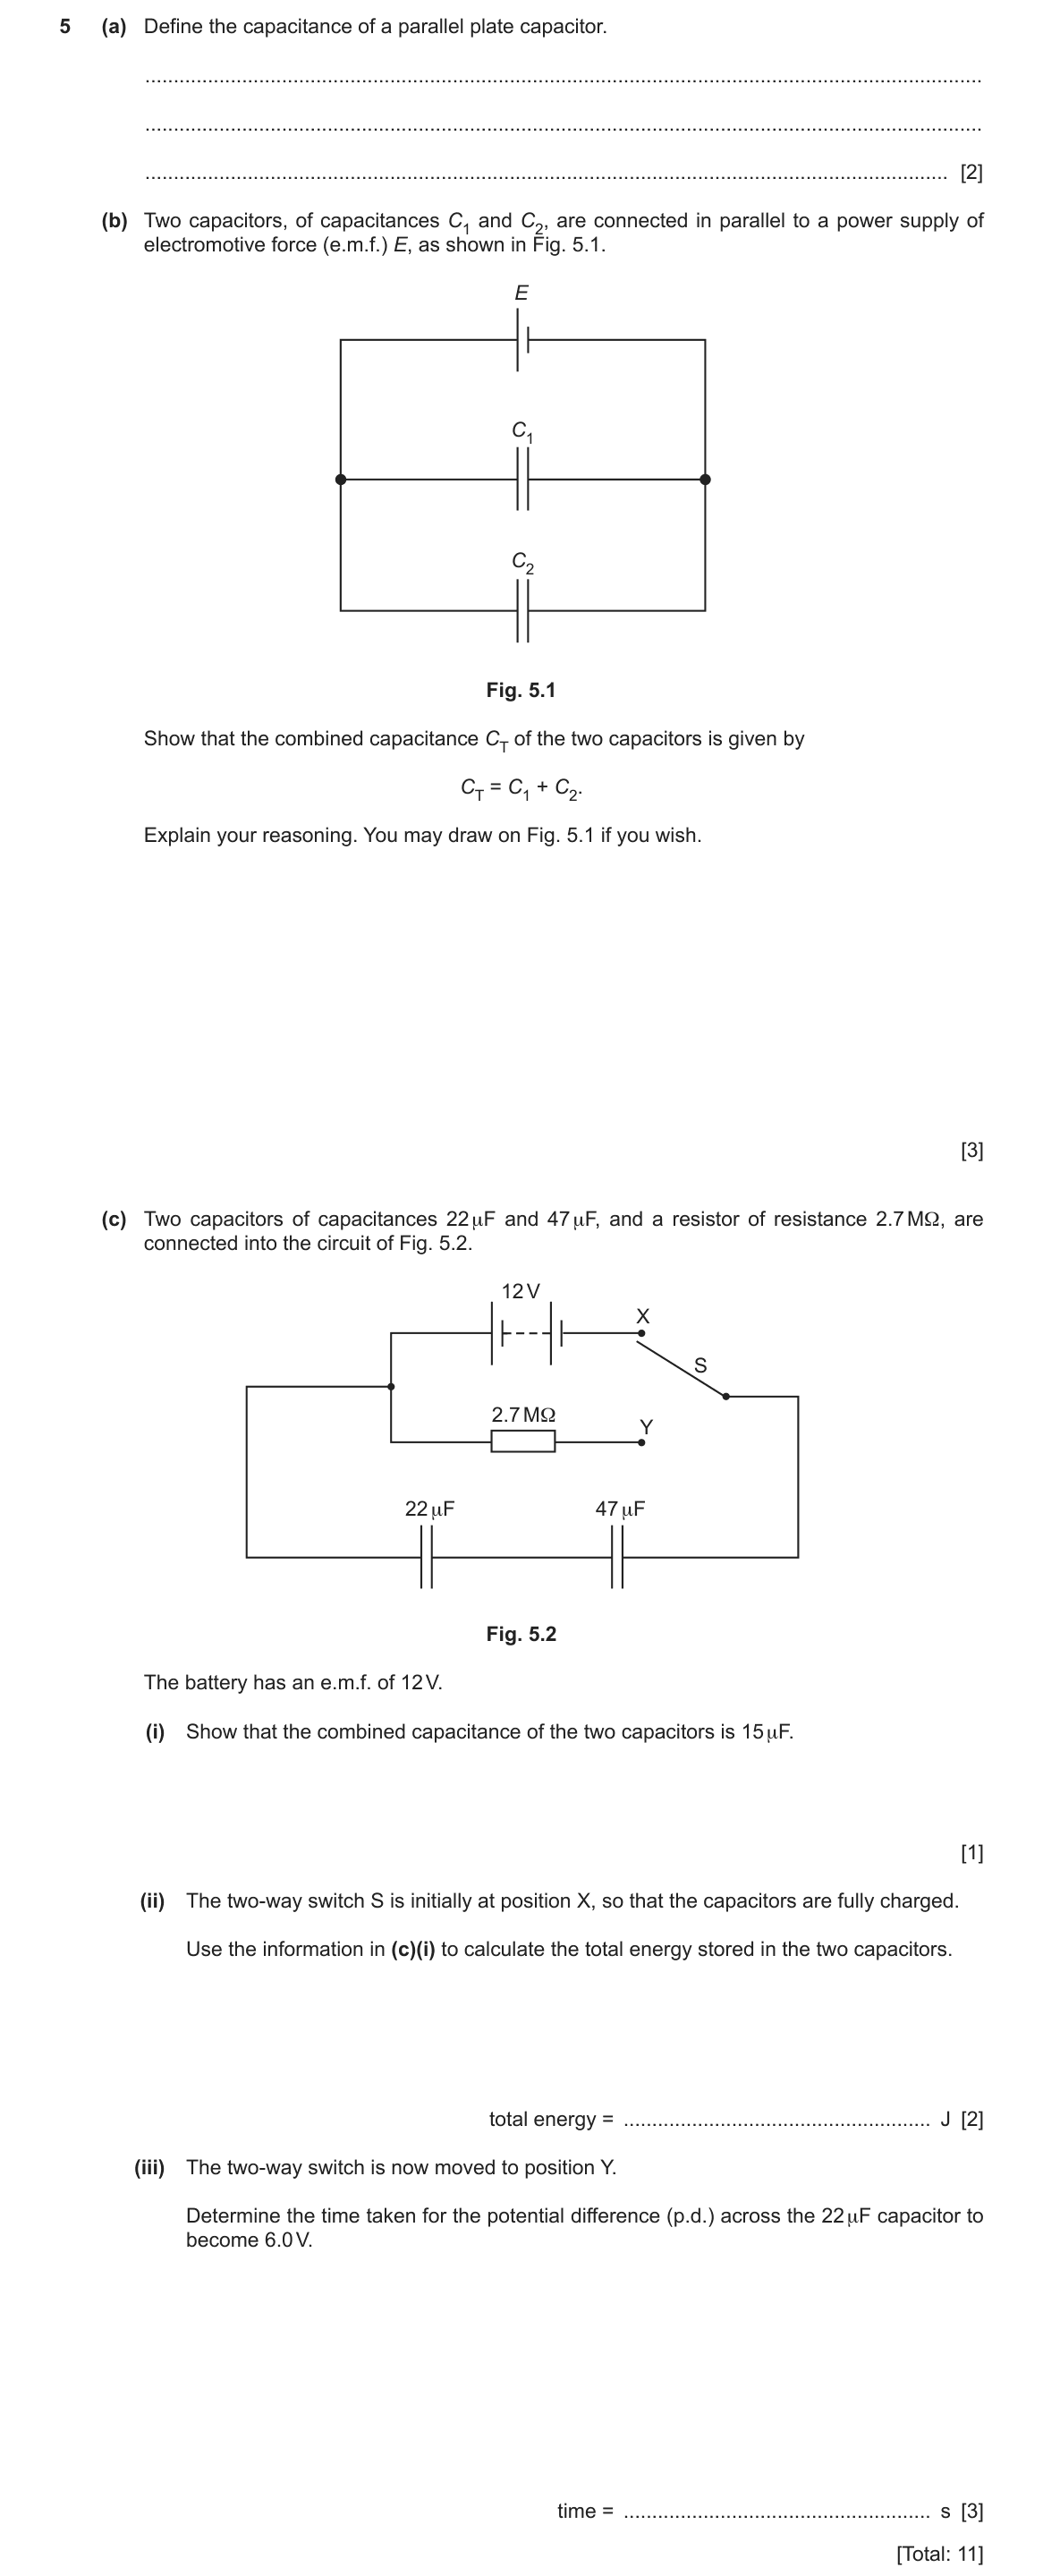 5 (a) Define the capacitance of a parallel plate capacitor.
..........................................................................................................................................
..........................................................................................................................................
.................................................................................................................................... [2]
(b) Two capacitors, of capacitances C₁ and C₂, are connected in parallel to a power supply of
electromotive force (e.m.f.) E, as shown in Fig. 5.1.
E
C₁
C₂
Fig. 5.1
Show that the combined capacitance C_T of the two capacitors is given by
C_T = C₁ + C₂.
Explain your reasoning. You may draw on Fig. 5.1 if you wish.
[3]
(c) Two capacitors of capacitances 22 μF and 47 μF, and a resistor of resistance 2.7 MΩ, are
connected into the circuit of Fig. 5.2.
12 V
X
S
2.7 MΩ
Y
22 μF 47 μF
Fig. 5.2
The battery has an e.m.f. of 12 V.
(i) Show that the combined capacitance of the two capacitors is 15 μF.
[1]
(ii) The two-way switch S is initially at position X, so that the capacitors are fully charged.
Use the information in (c)(i) to calculate the total energy stored in the two capacitors.
total energy = ...................................................... J [2]
(iii) The two-way switch is now moved to position Y.
Determine the time taken for the potential difference (p.d.) across the 22 μF capacitor to
become 6.0 V.
time = ...................................................... s [3]
[Total: 11]